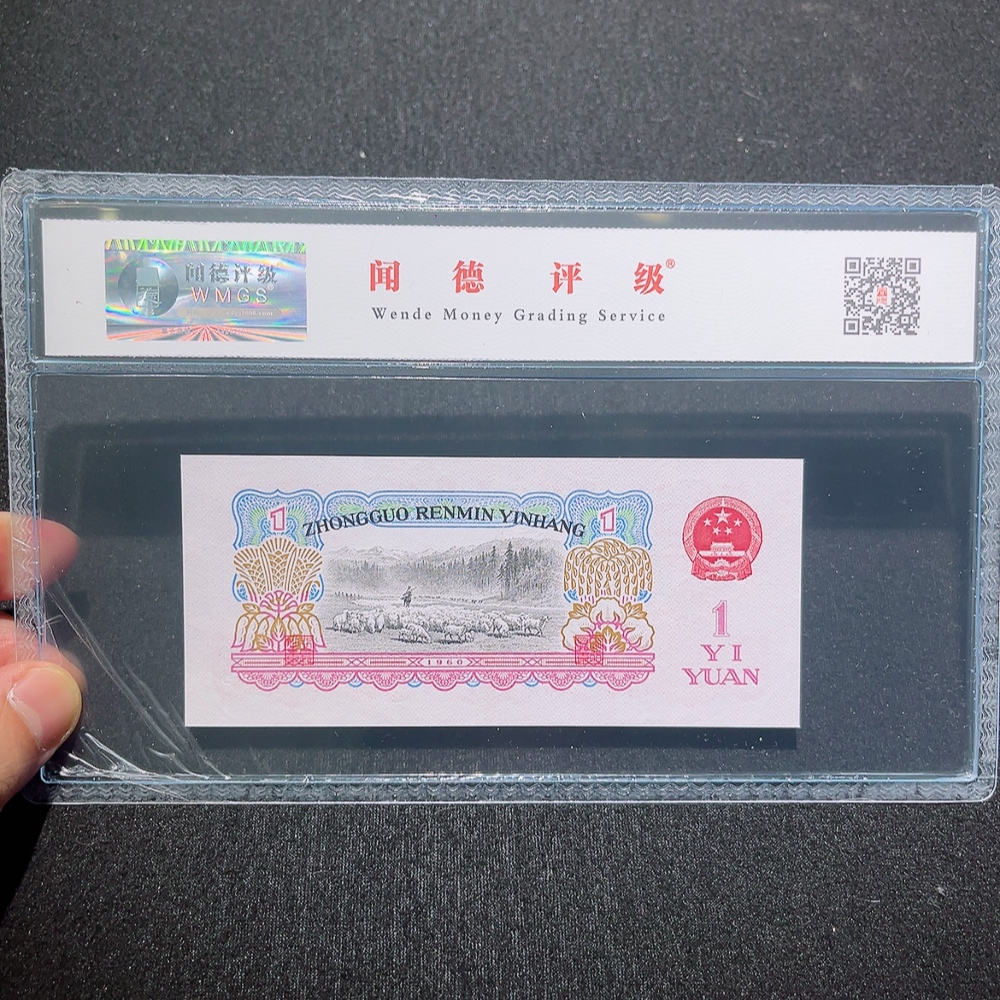 闻德评级
WMGS
闻德评级®
Wende Money Grading Service
1
ZHONGGUO RENMIN YINHANG
1
1960
1
YI
YUAN